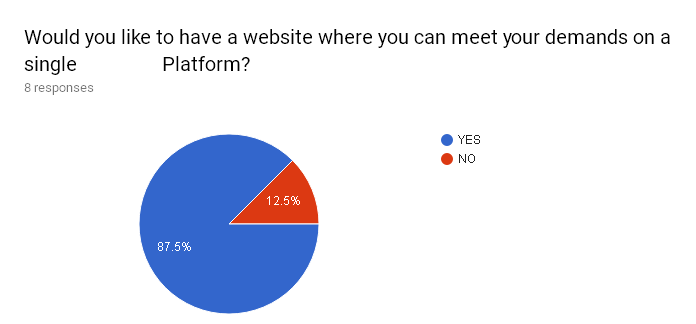 Would you like to have a website where you can meet your demands on a
single Platform?
8 responses
YES
NO
12.5%
87.5%